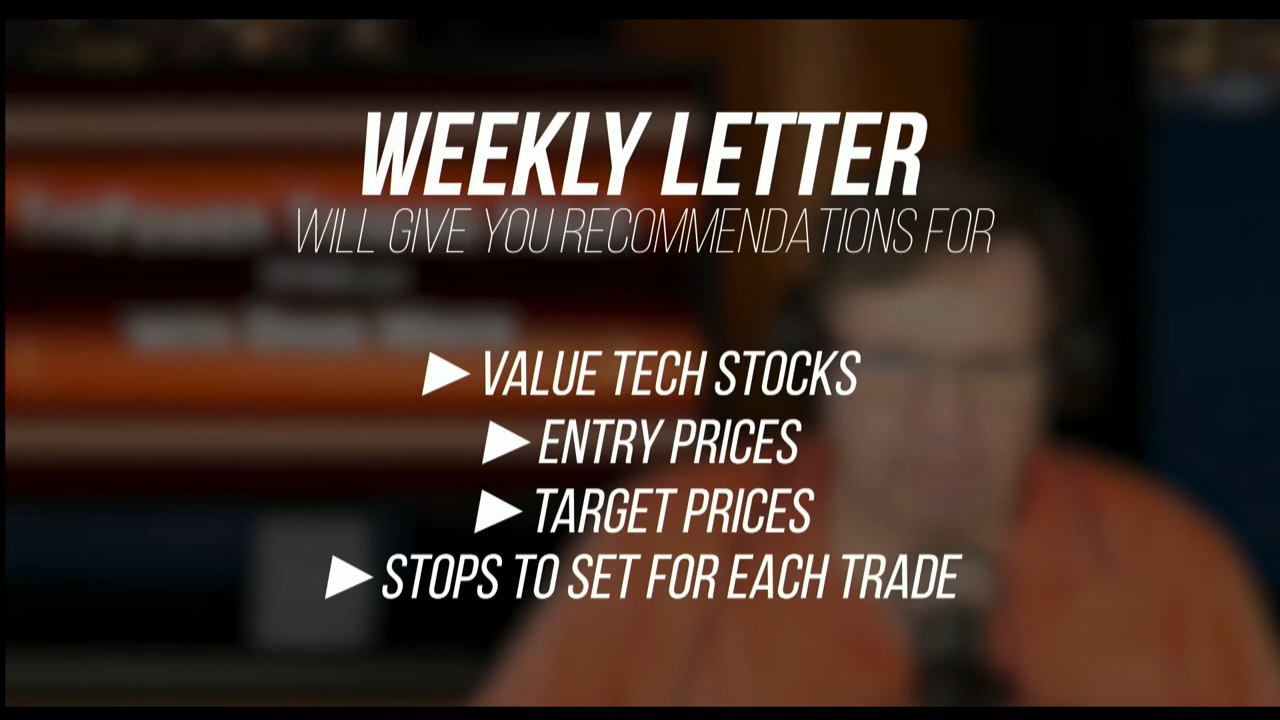 WEEKLY LETTER
WILL GIVE YOU RECOMMENDATIONS FOR
▶ VALUE TECH STOCKS
▶ ENTRY PRICES
▶ TARGET PRICES
▶ STOPS TO SET FOR EACH TRADE